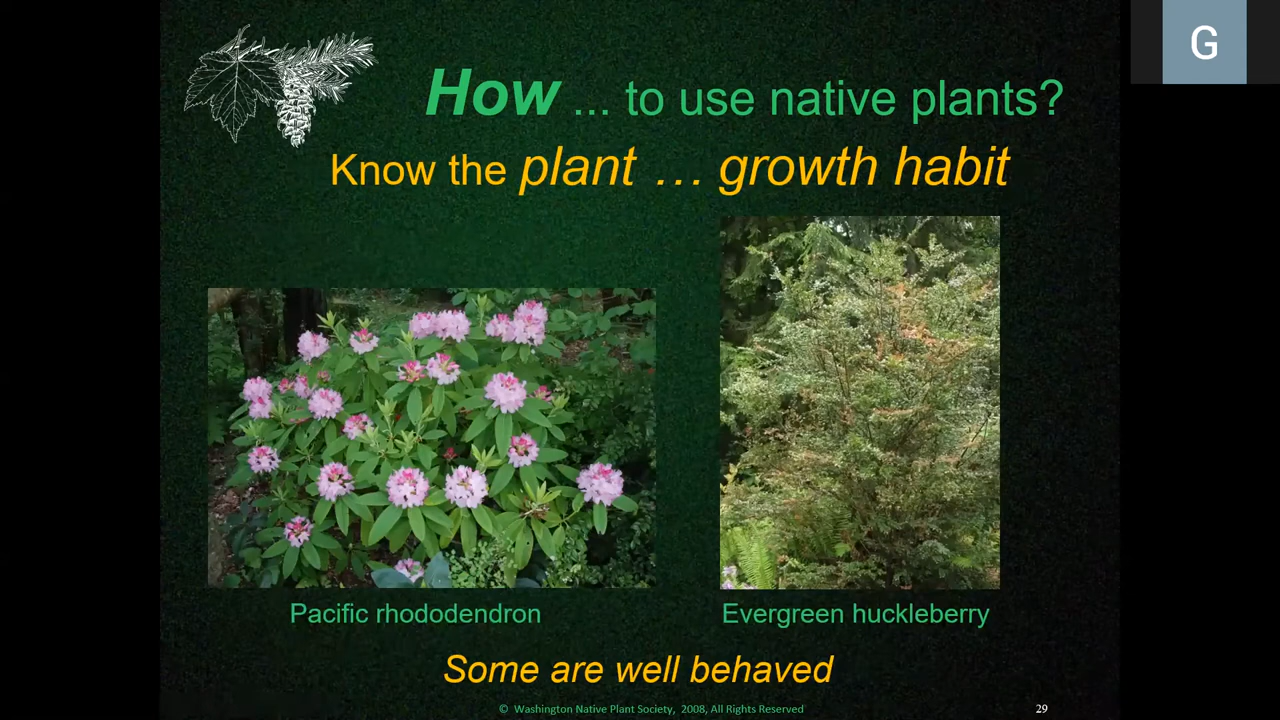 G
How ... to use native plants?
Know the plant … growth habit
Pacific rhododendron
Evergreen huckleberry
Some are well behaved
© Washington Native Plant Society, 2008, All Rights Reserved
29